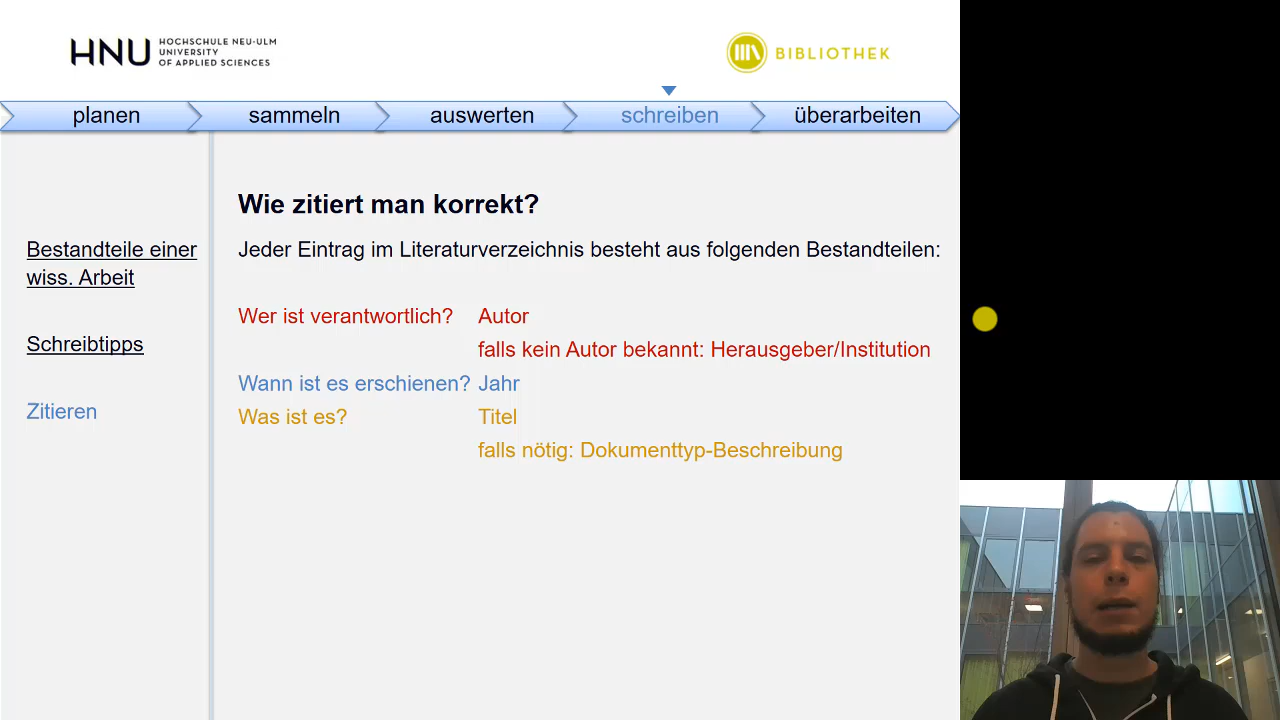 HNU HOCHSCHULE NEU-ULM
UNIVERSITY
OF APPLIED SCIENCES
BIBLIOTHEK
planen sammeln auswerten schreiben überarbeiten
Wie zitiert man korrekt?
Bestandteile einer
wiss. Arbeit
Schreibtipps
Zitieren
Jeder Eintrag im Literaturverzeichnis besteht aus folgenden Bestandteilen:
Wer ist verantwortlich? Autor
falls kein Autor bekannt: Herausgeber/Institution
Wann ist es erschienen? Jahr
Was ist es? Titel
falls nötig: Dokumenttyp-Beschreibung